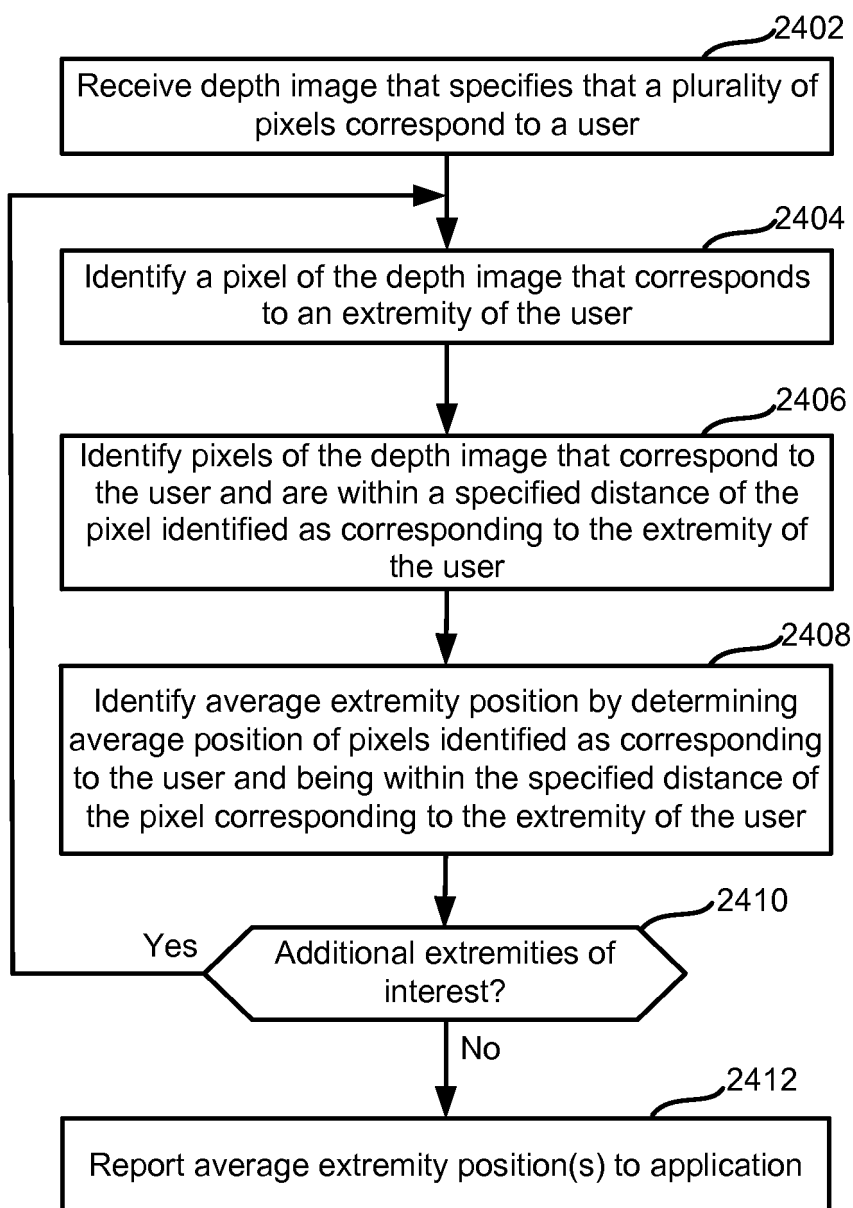 2402
Receive depth image that specifies that a plurality of
pixels correspond to a user
2404
Identify a pixel of the depth image that corresponds
to an extremity of the user
2406
Identify pixels of the depth image that correspond to
the user and are within a specified distance of the
pixel identified as corresponding to the extremity of
the user
2408
Identify average extremity position by determining
average position of pixels identified as corresponding
to the user and being within the specified distance of
the pixel corresponding to the extremity of the user
2410
Yes
Additional extremities of
interest?
No
2412
Report average extremity position(s) to application